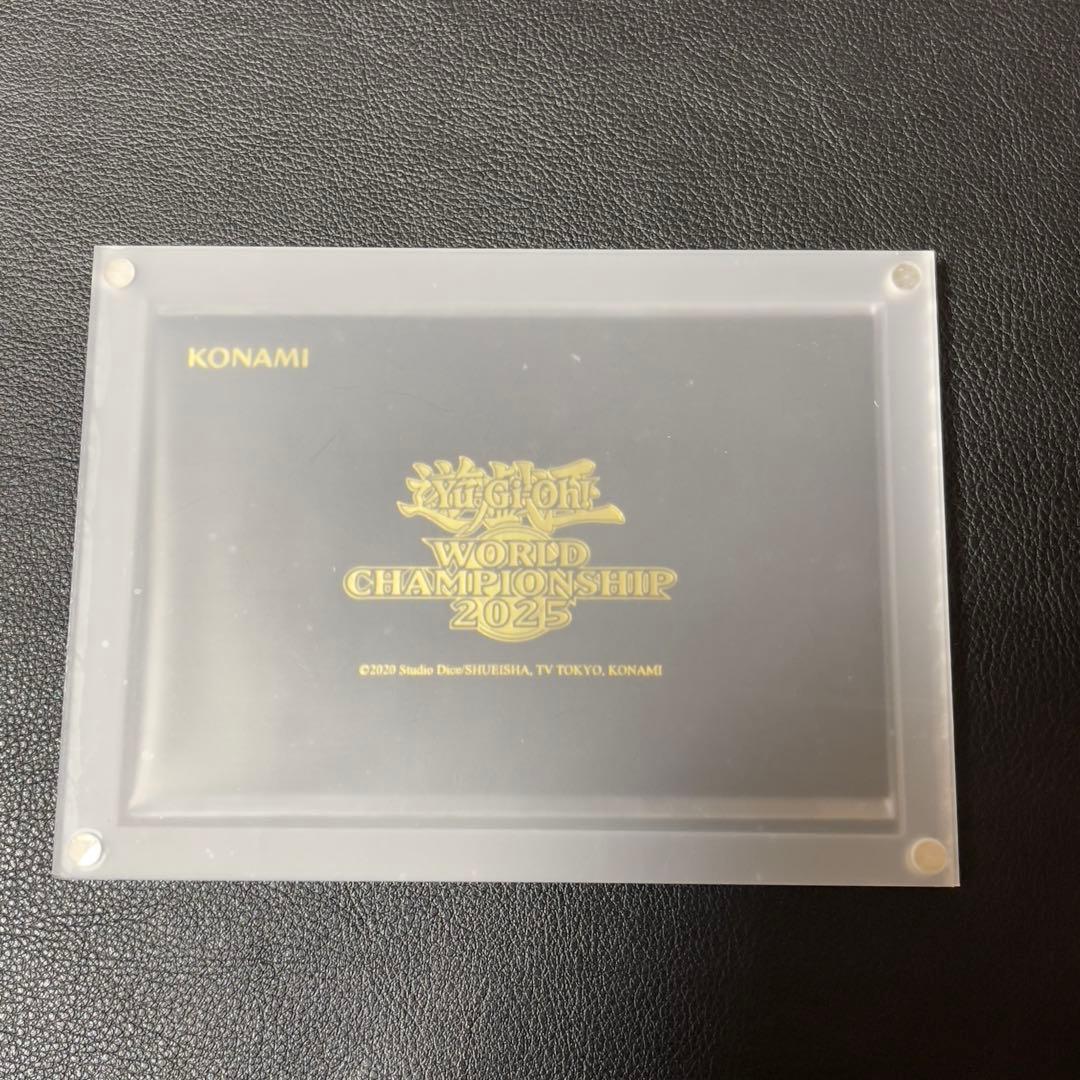 KONAMI
遊戯王
Yu-Gi-Oh!
WORLD
CHAMPIONSHIP
2025
©2020 Studio Dice/SHUEISHA, TV TOKYO, KONAMI